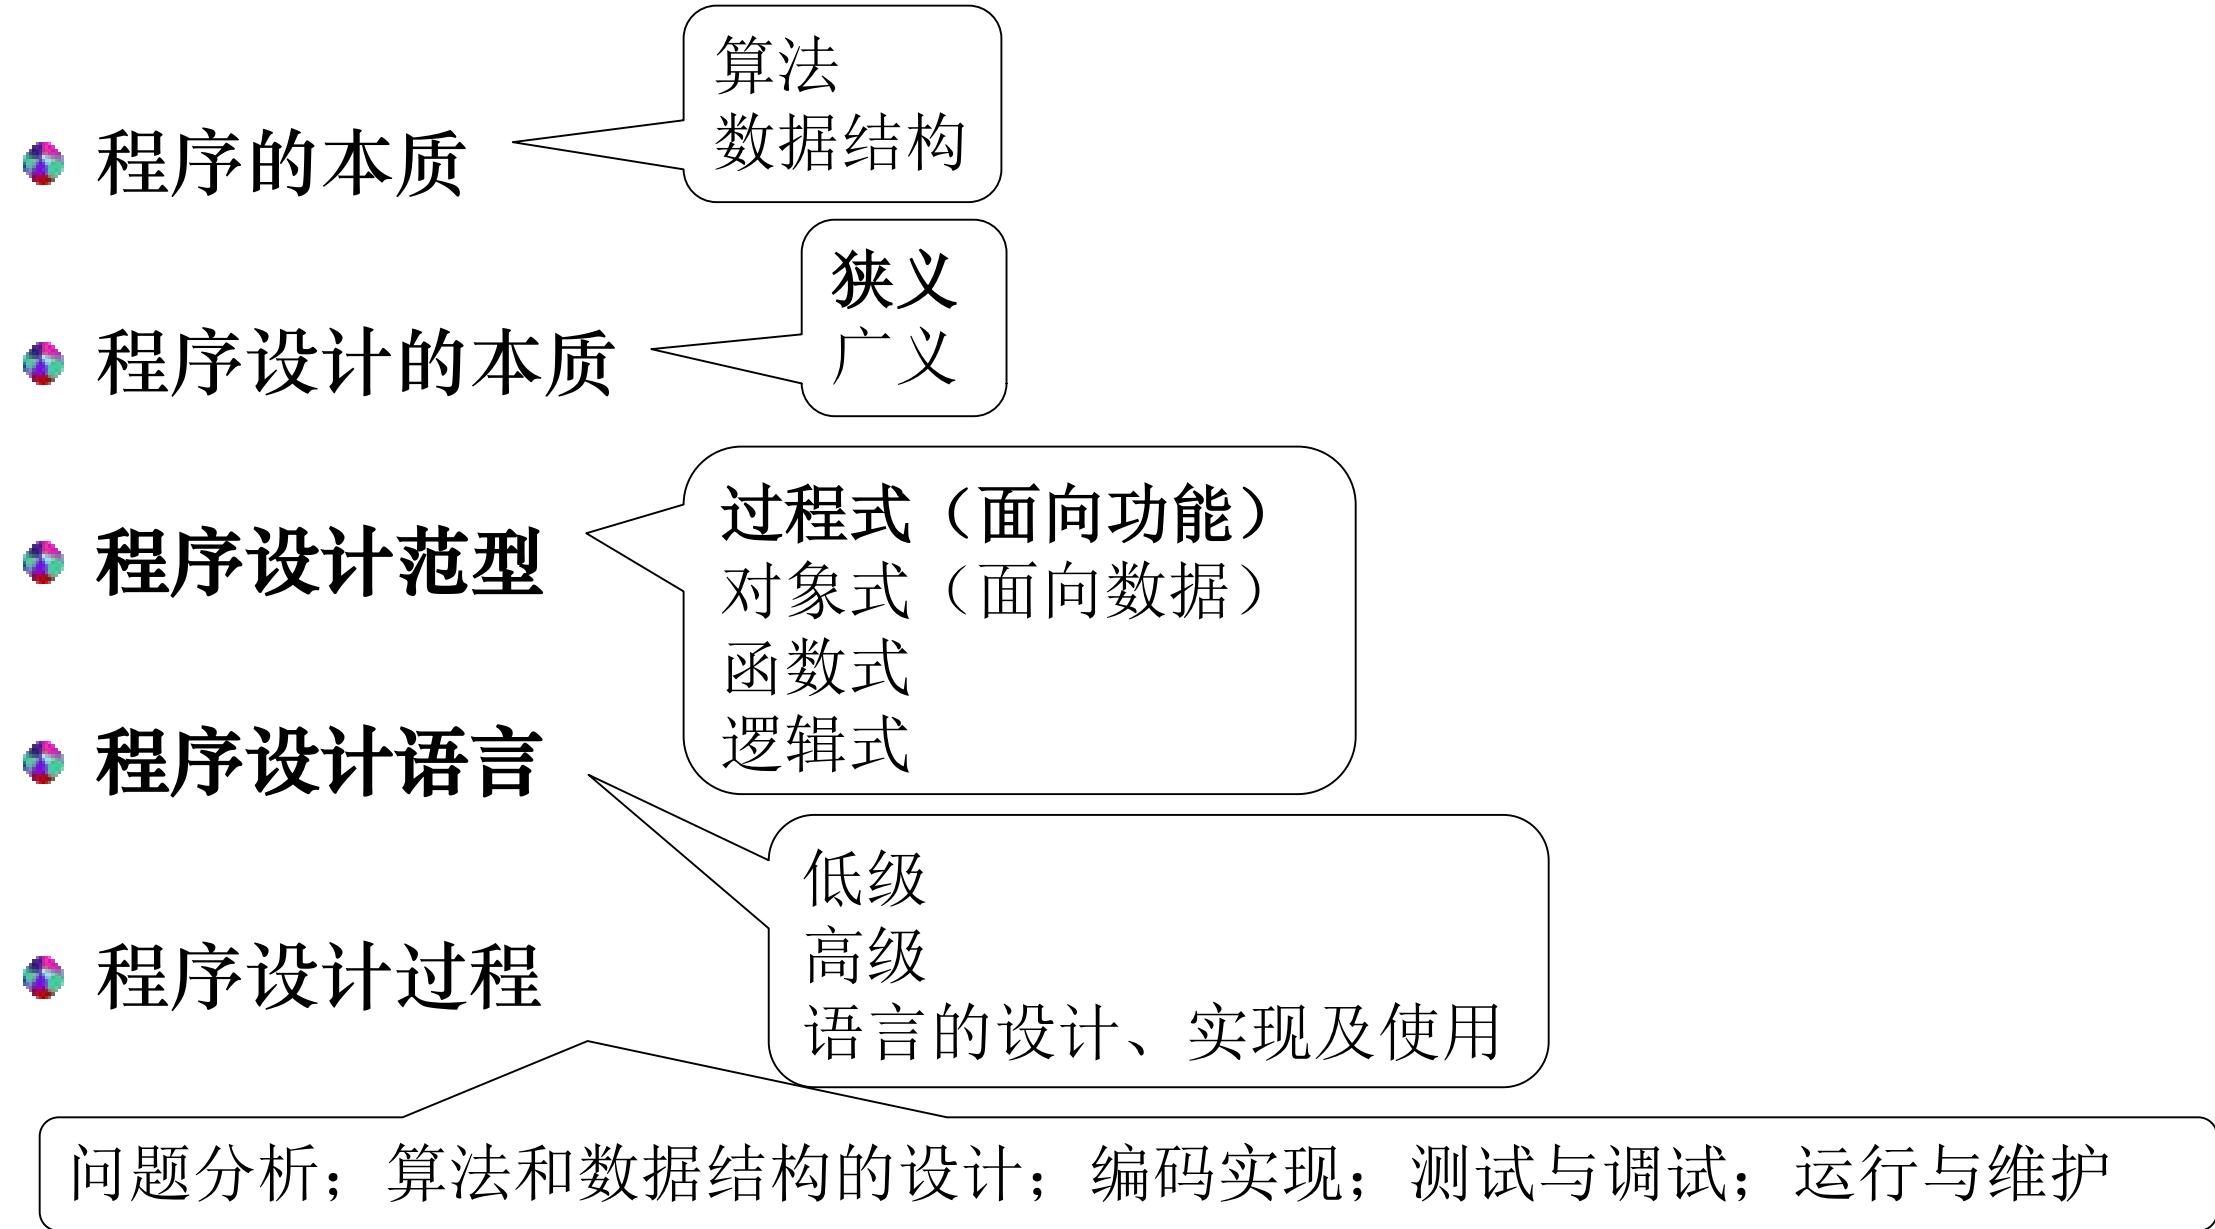 算法
数据结构
程序的本质
狭义
广义
程序设计的本质
过程式（面向功能）
对象式（面向数据）
函数式
逻辑式
程序设计范型
程序设计语言
低级
高级
语言的设计、实现及使用
程序设计过程
问题分析；算法和数据结构的设计；编码实现；测试与调试；运行与维护